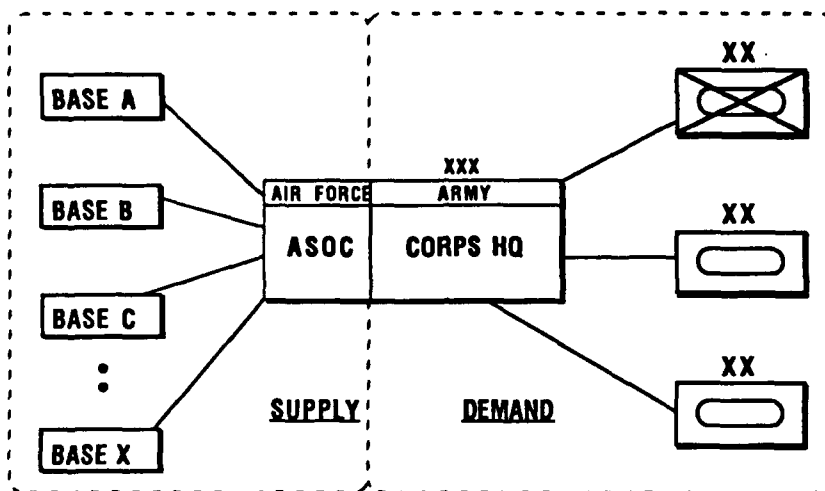 XX
BASE A
XXX
AIR FORCE ARMY
BASE B
ASOC CORPS HQ
XX
BASE C
XX
SUPPLY DEMAND
BASE X